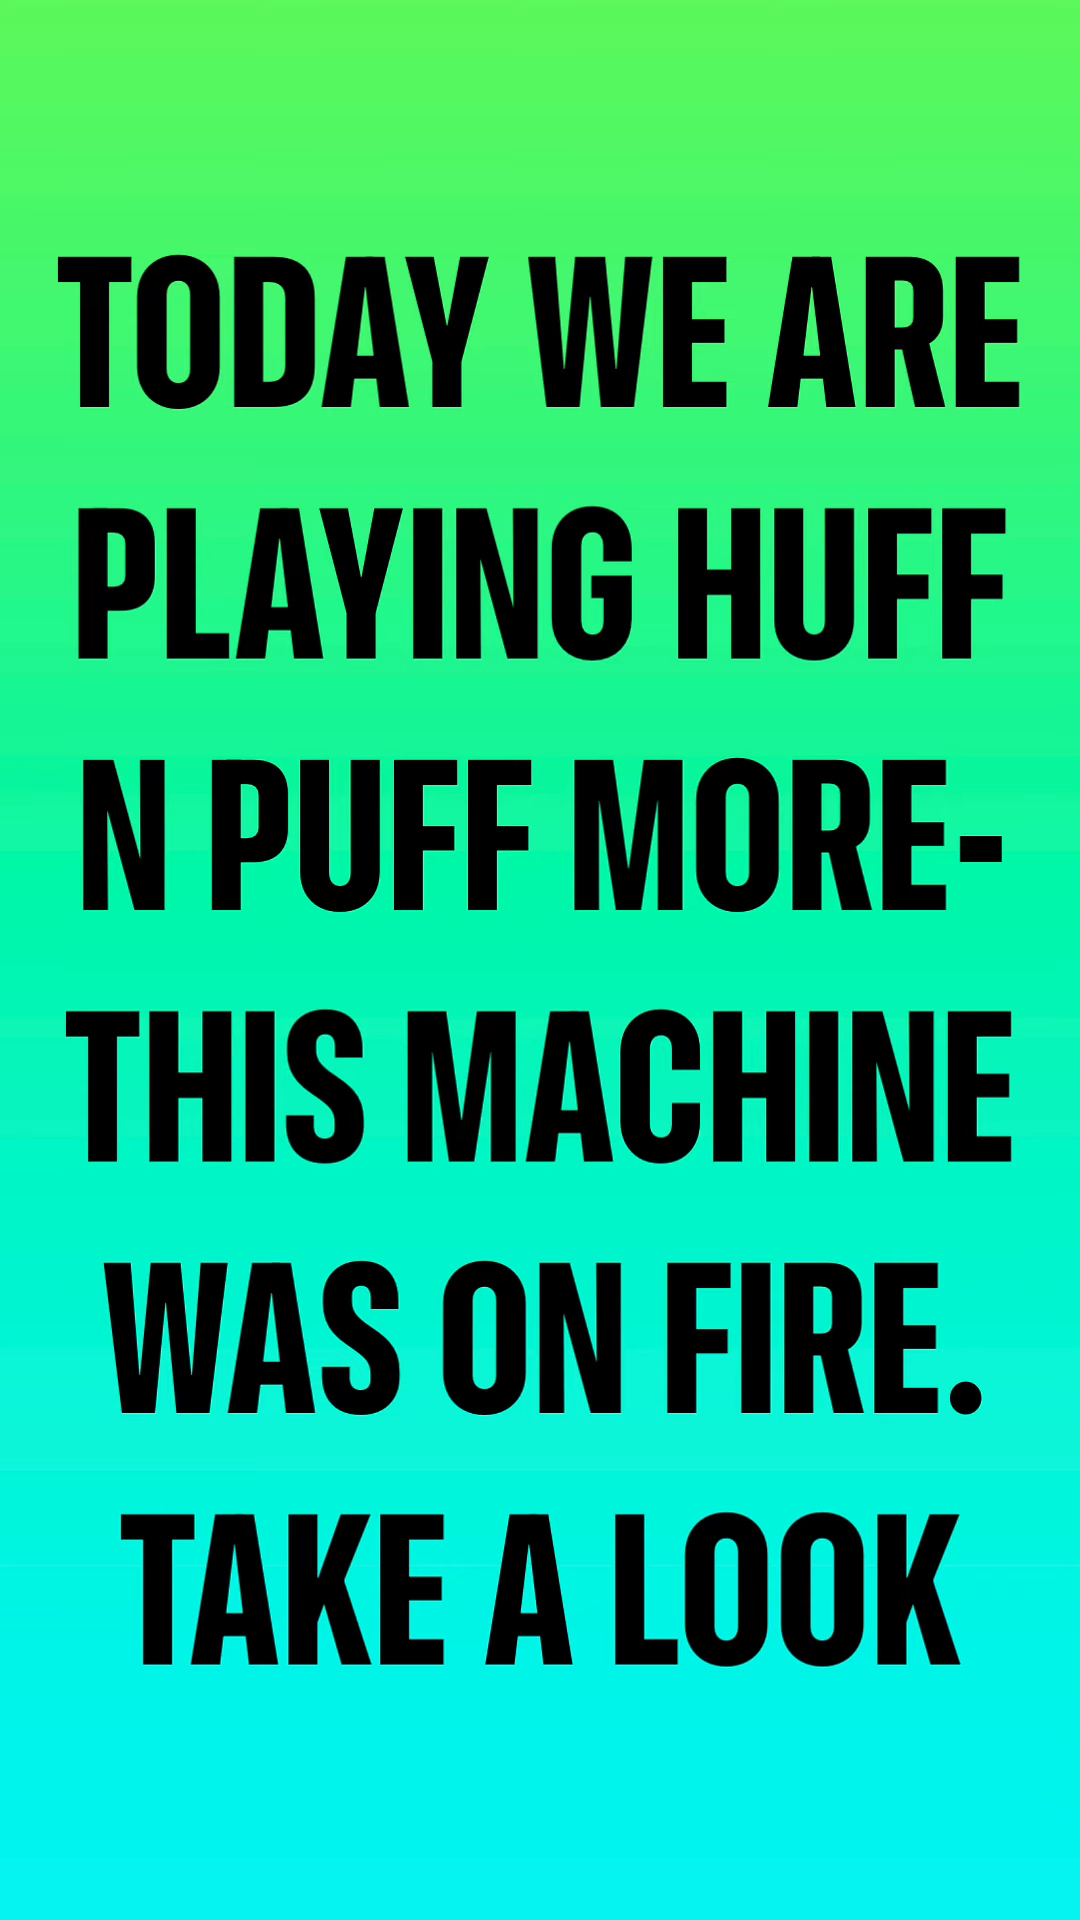 TODAY WE ARE
PLAYING HUFF
N PUFF MORE-
THIS MACHINE
WAS ON FIRE.
TAKE A LOOK